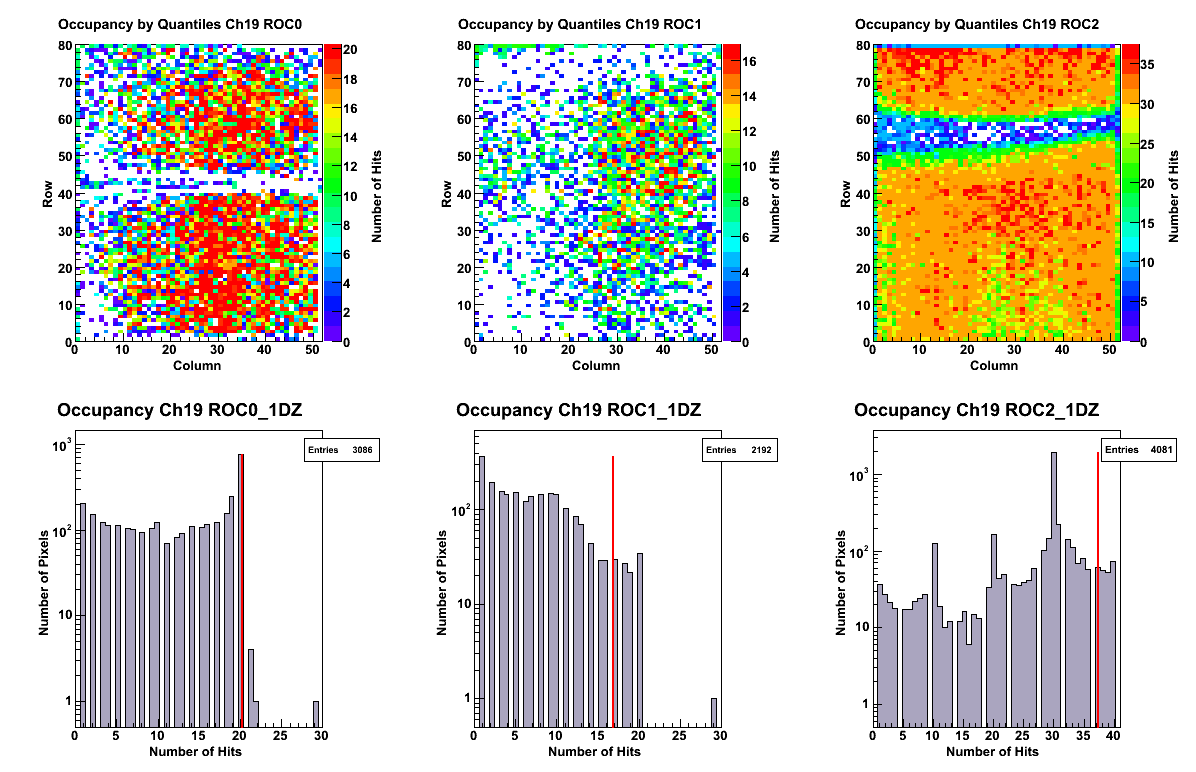 Occupancy by Quantiles Ch19 ROC0
Row
80
70
60
50
40
30
20
10
0
0 10 20 30 40 50
Column
20
18
16
14
12
10
8
6
4
2
0
Number of Hits
Occupancy by Quantiles Ch19 ROC1
Row
80
70
60
50
40
30
20
10
0
0 10 20 30 40 50
Column
16
14
12
10
8
6
4
2
0
Number of Hits
Occupancy by Quantiles Ch19 ROC2
Row
80
70
60
50
40
30
20
10
0
0 10 20 30 40 50
Column
35
30
25
20
15
10
5
0
Number of Hits
Occupancy Ch19 ROC0_1DZ
Entries 3086
Number of Pixels
10³
10²
10
1
0 5 10 15 20 25 30
Number of Hits
Occupancy Ch19 ROC1_1DZ
Entries 2192
Number of Pixels
10²
10
1
0 5 10 15 20 25 30
Number of Hits
Occupancy Ch19 ROC2_1DZ
Entries 4081
Number of Pixels
10³
10²
10
1
0 5 10 15 20 25 30 35 40
Number of Hits